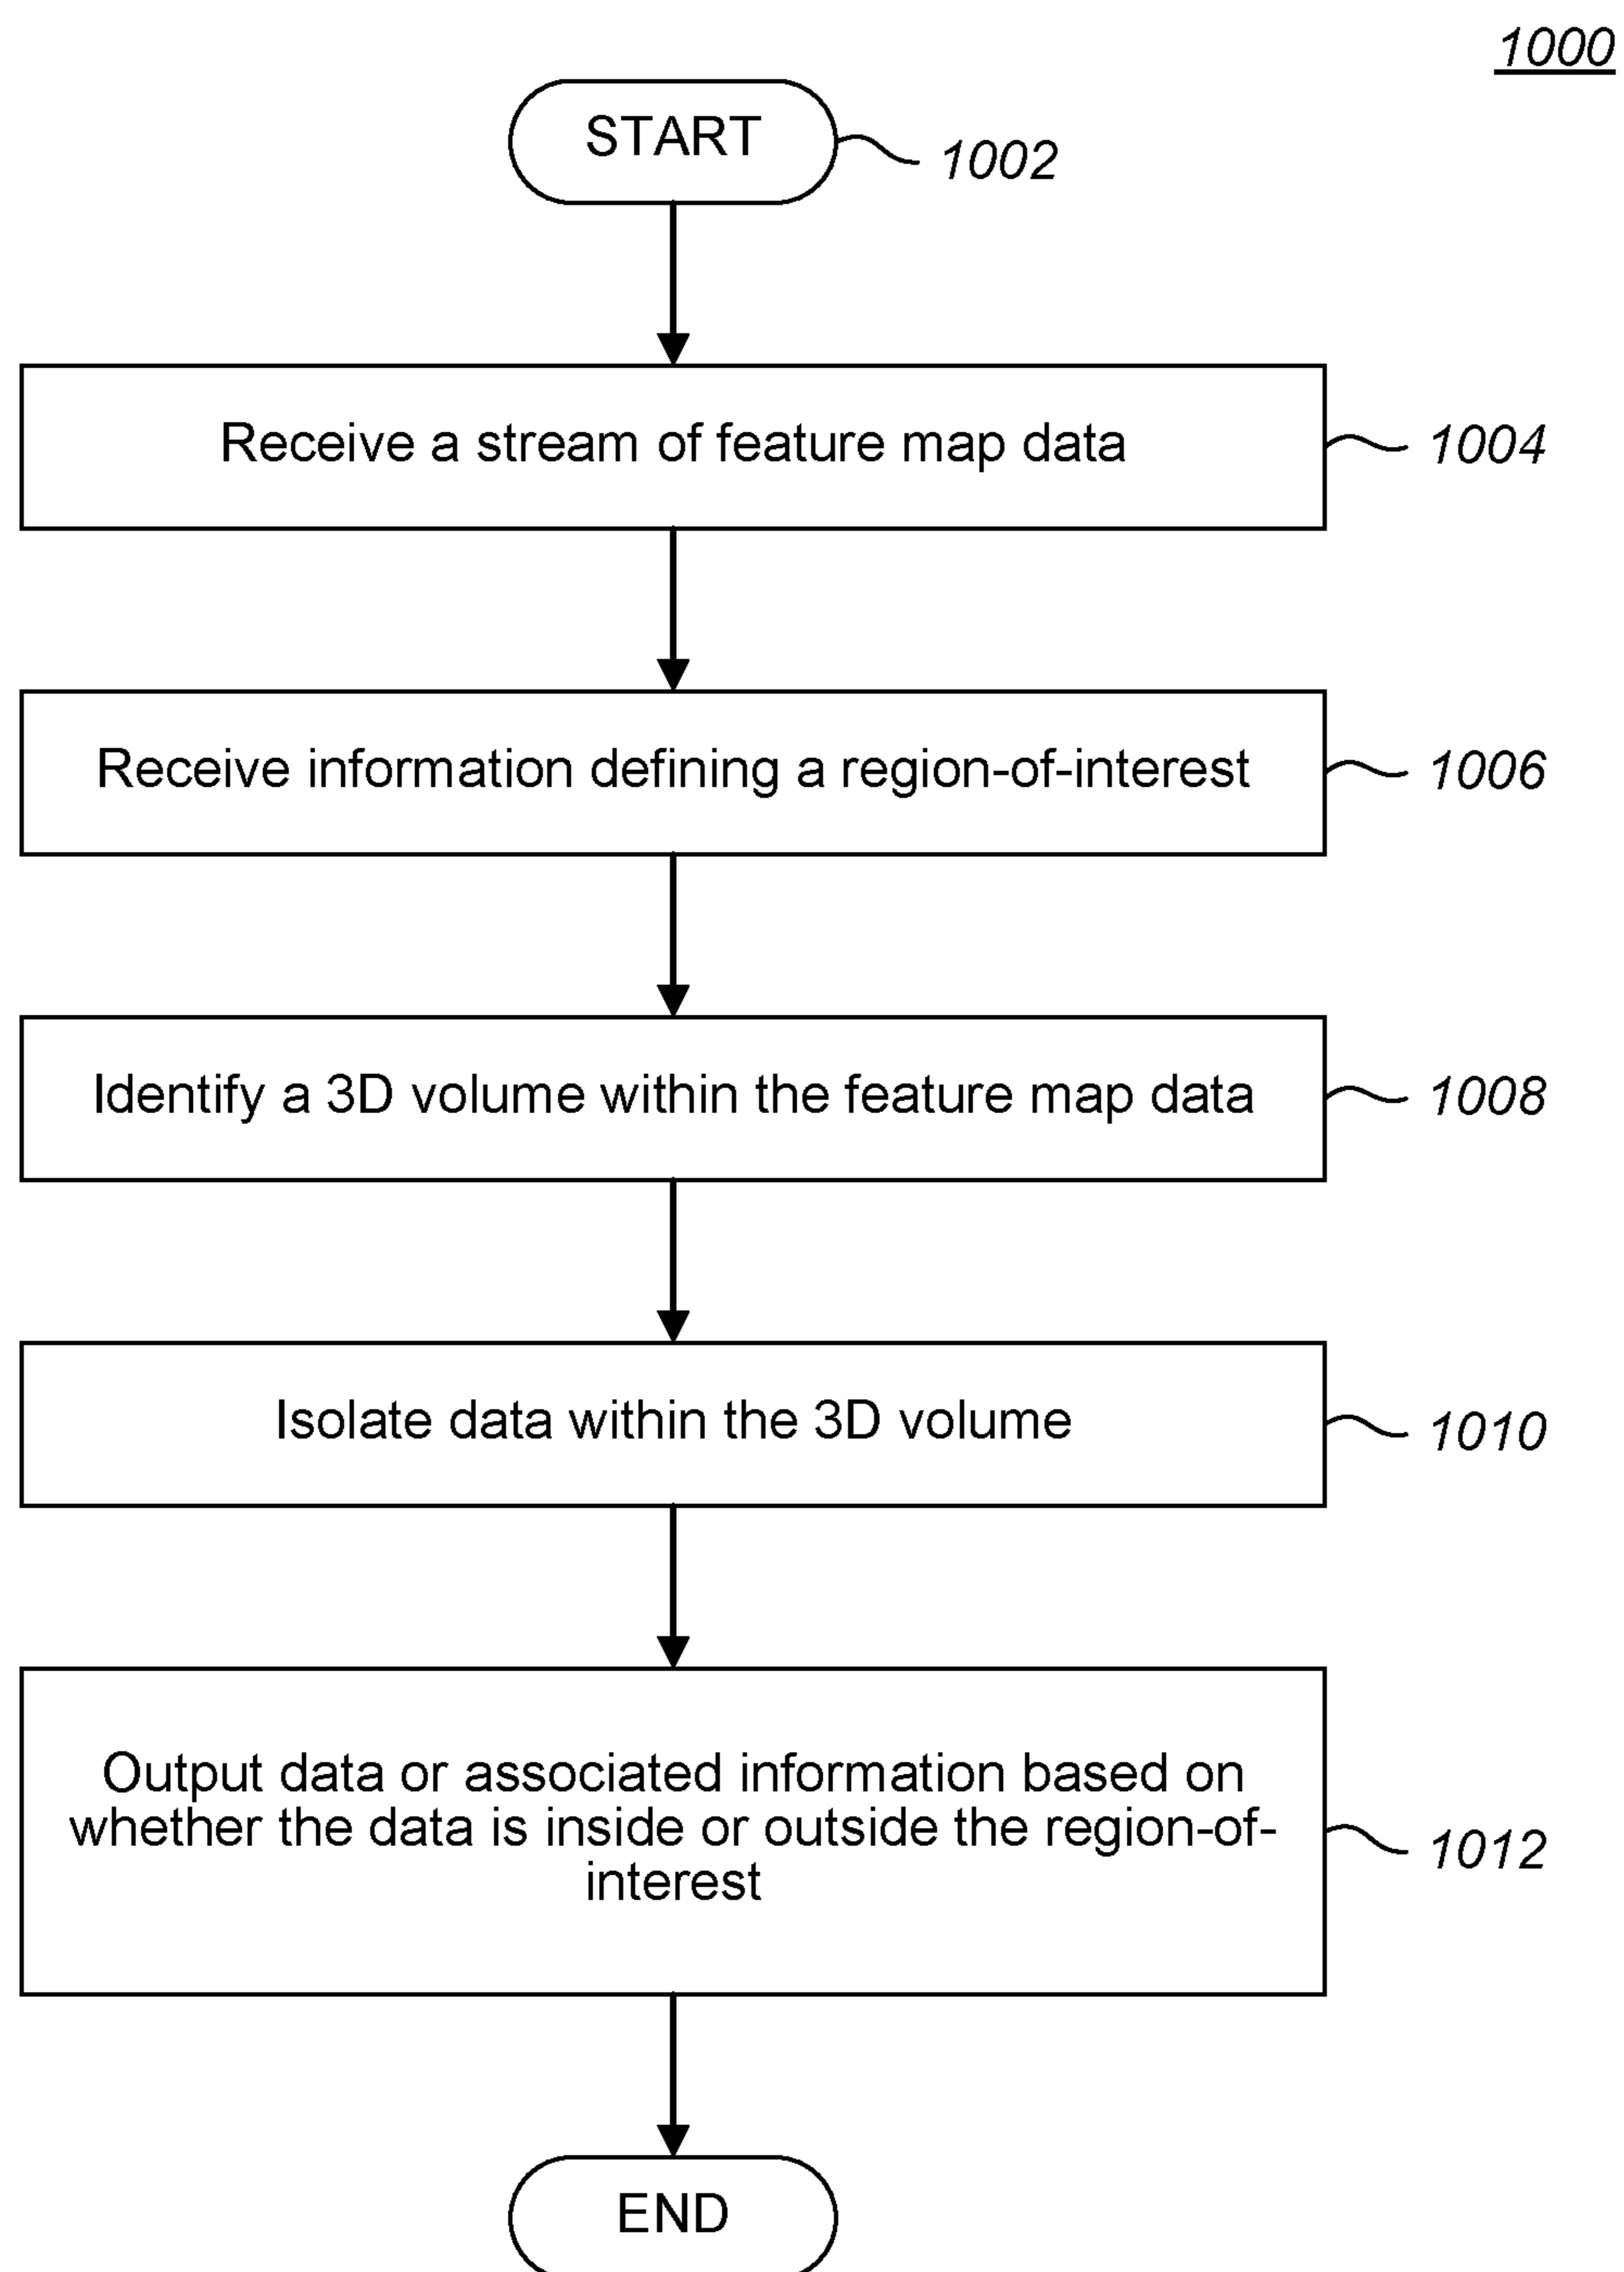 1000
START
1002
Receive a stream of feature map data
1004
Receive information defining a region-of-interest
1006
Identify a 3D volume within the feature map data
1008
Isolate data within the 3D volume
1010
Output data or associated information based on
whether the data is inside or outside the region-of-
interest
1012
END